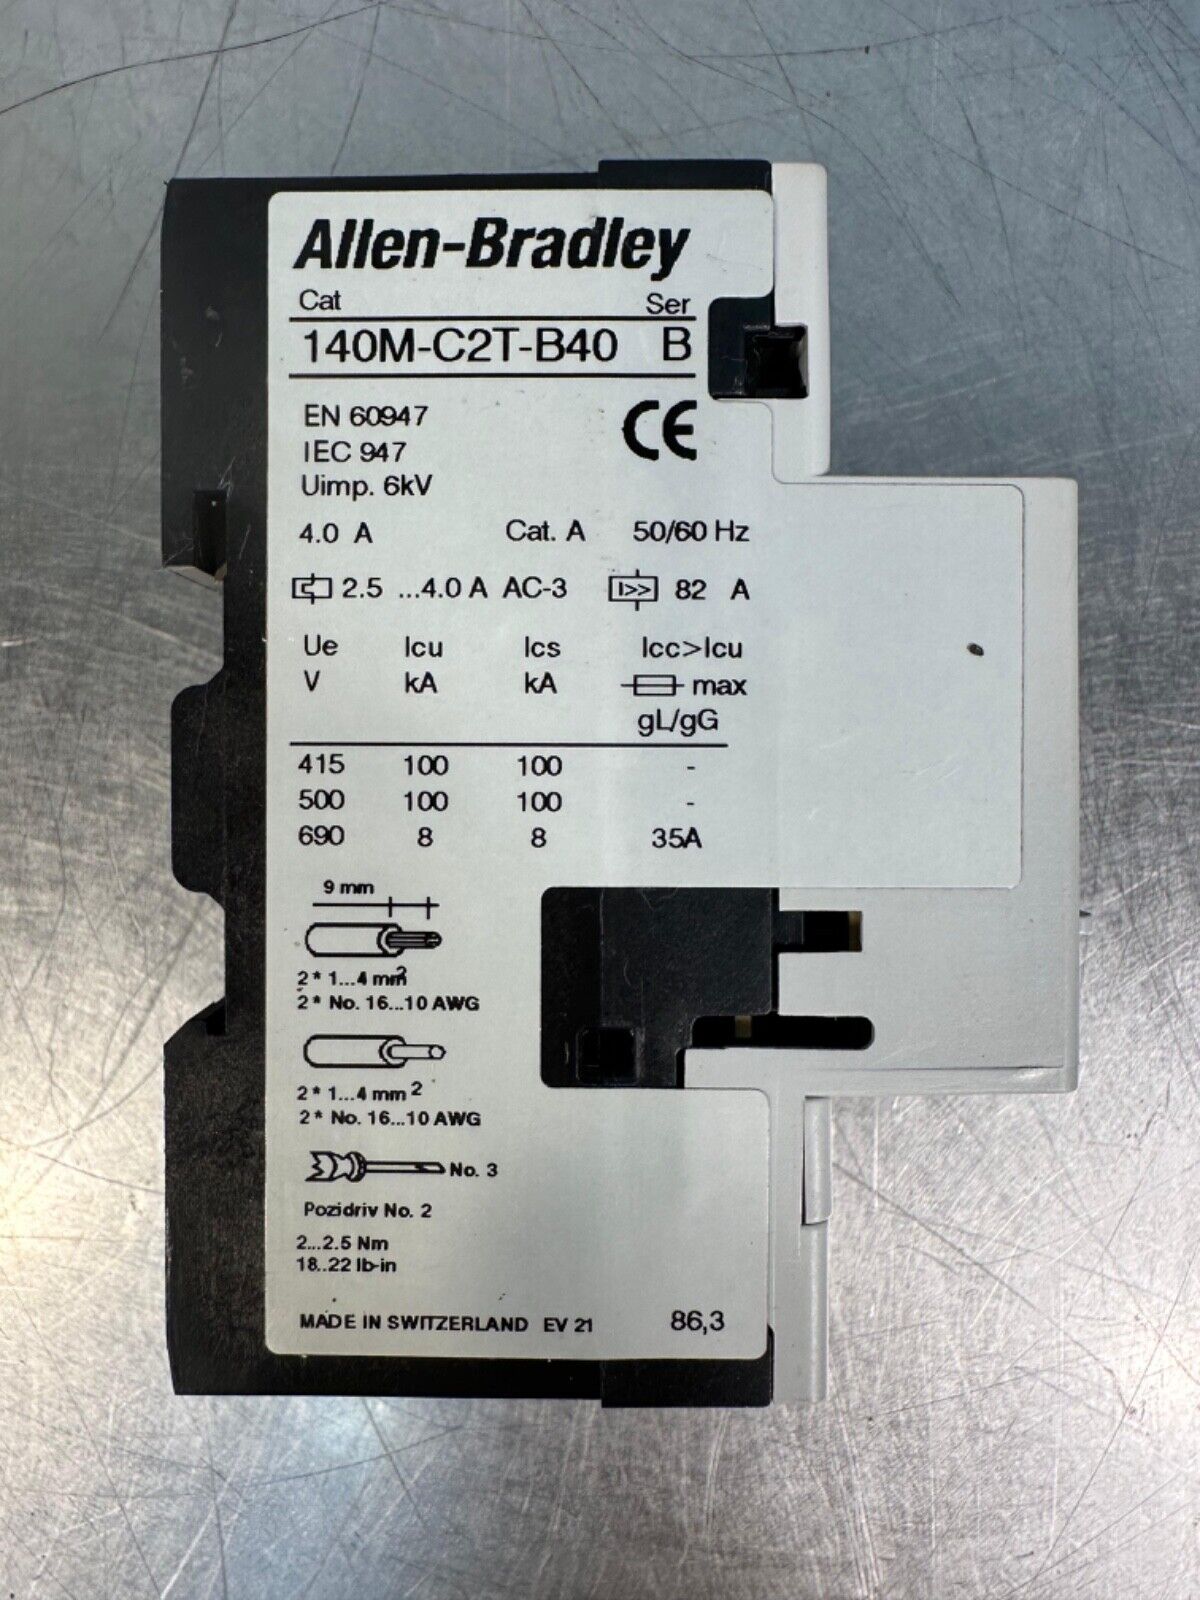 Allen-Bradley
Cat Ser
140M-C2T-B40 B
EN 60947
IEC 947
Uimp. 6kV
CE
4.0 A Cat. A 50/60 Hz
2.5 ...4.0 A AC-3 I>> 82 A
Ue Icu Ics Icc>Icu
V kA kA max
gL/gG
415 100 100 -
500 100 100 -
690 8 8 35A
9 mm
2* 1...4 mm2
2* No. 16...10 AWG
2* 1...4 mm2
2* No. 16...10 AWG
No. 3
Pozidriv No. 2
2...2.5 Nm
18..22 lb-in
MADE IN SWITZERLAND EV 21 86,3